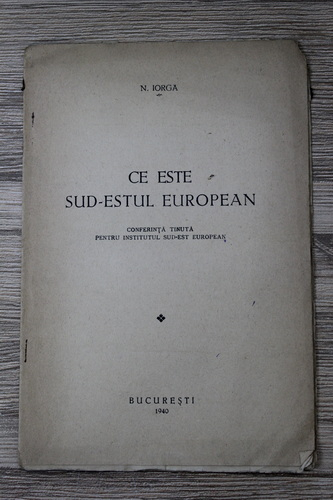 N. IORGA
CE ESTE
SUD-ESTUL EUROPEAN
CONFERINȚĂ ȚINUTĂ
PENTRU INSTITUTUL SUD-EST EUROPEAN
BUCUREȘTI
1940